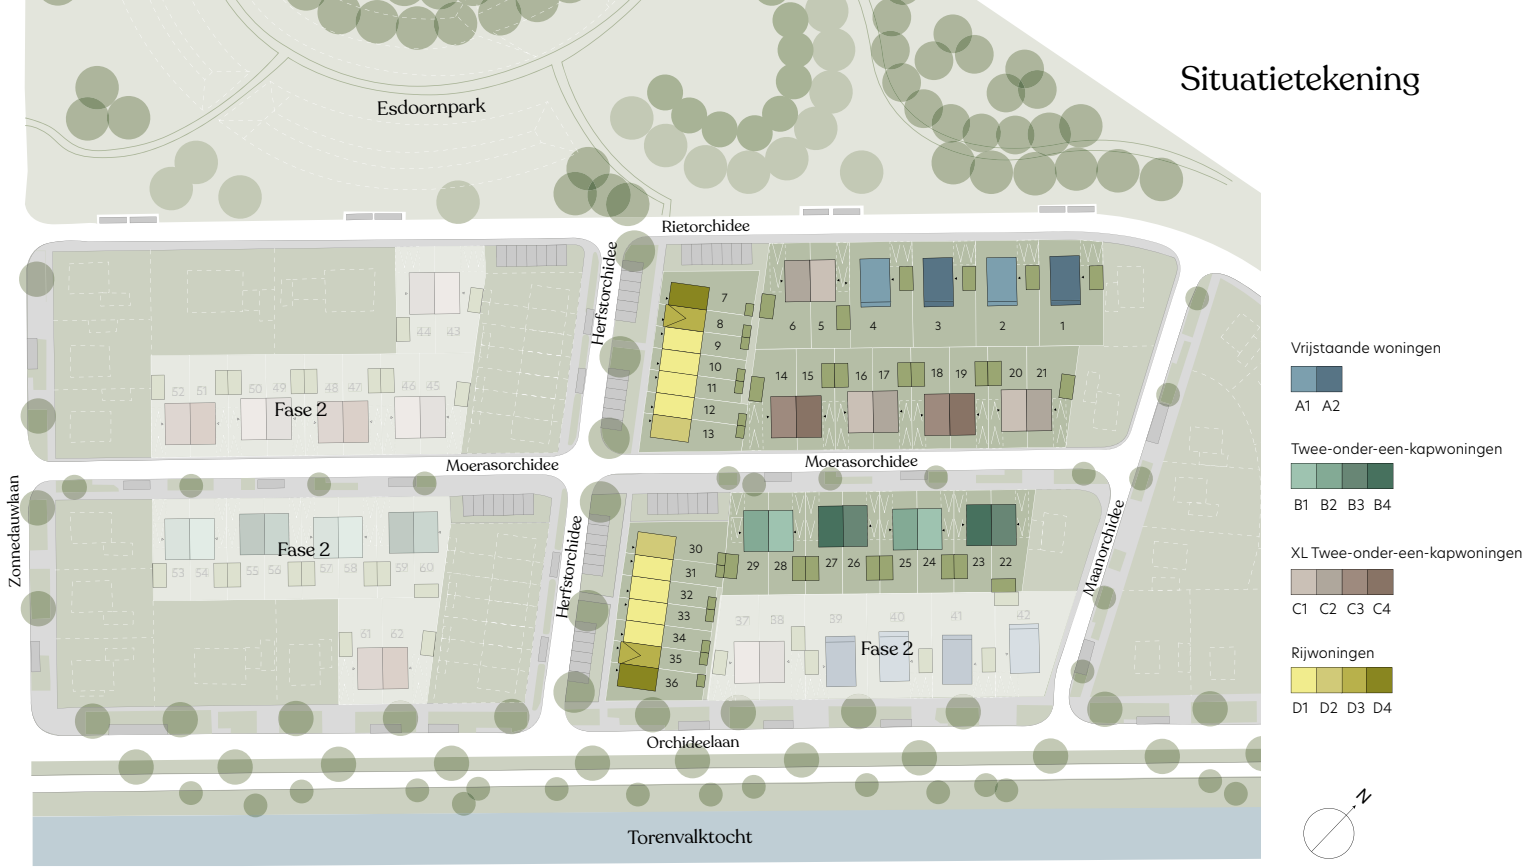 Situatietekening
Esdoornpark
Rietorchidee
Herfstorchidee
44 43
7
8
9
10
11
12
13
6 5 4 3 2 1
52 51 50 49 48 47 46 45
Fase 2
14 15 16 17 18 19 20 21
Moerasorchidee
Moerasorchidee
Zonnedauwlaan
Herfstorchidee
Maanorchidee
Fase 2
53 54 55 56 57 58 59 60
61 62
30
31
32
33
34
35
36
29 28 27 26 25 24 23 22
37 38 39 40 41 42
Fase 2
Orchideelaan
Torenvalktocht
Vrijstaande woningen
A1 A2
Twee-onder-een-kapwoningen
B1 B2 B3 B4
XL Twee-onder-een-kapwoningen
C1 C2 C3 C4
Rijwoningen
D1 D2 D3 D4
N